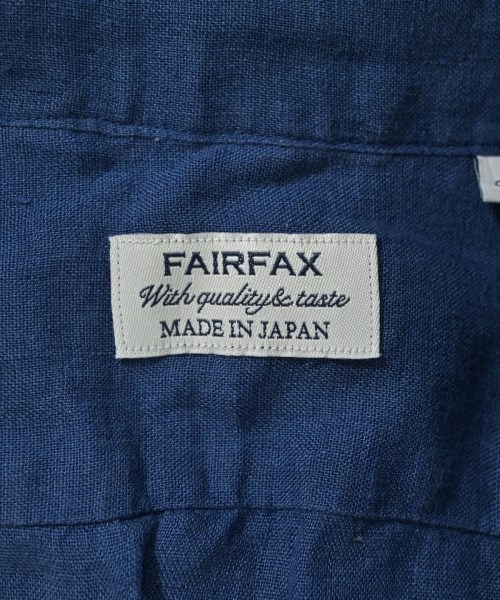 FAIRFAX
With quality & taste
MADE IN JAPAN